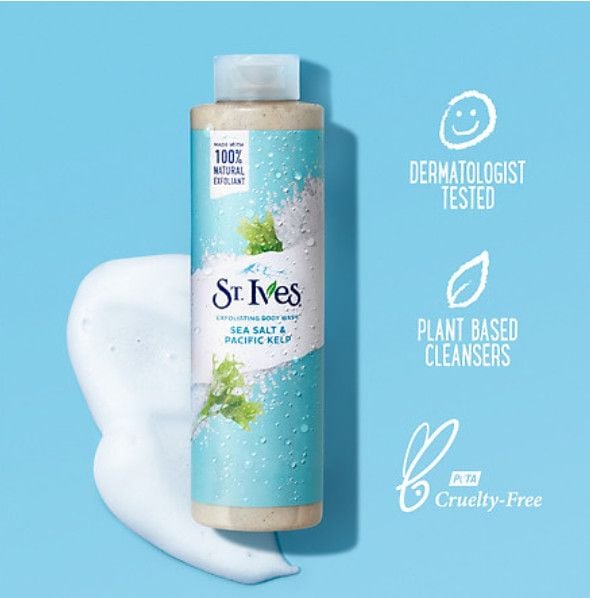 MADE WITH
100%
NATURAL
EXFOLIANT
St. Ives
EXFOLIATING BODY WASH
SEA SALT &
PACIFIC KELP
DERMATOLOGIST
TESTED
PLANT BASED
CLEANSERS
PETA
Cruelty-Free